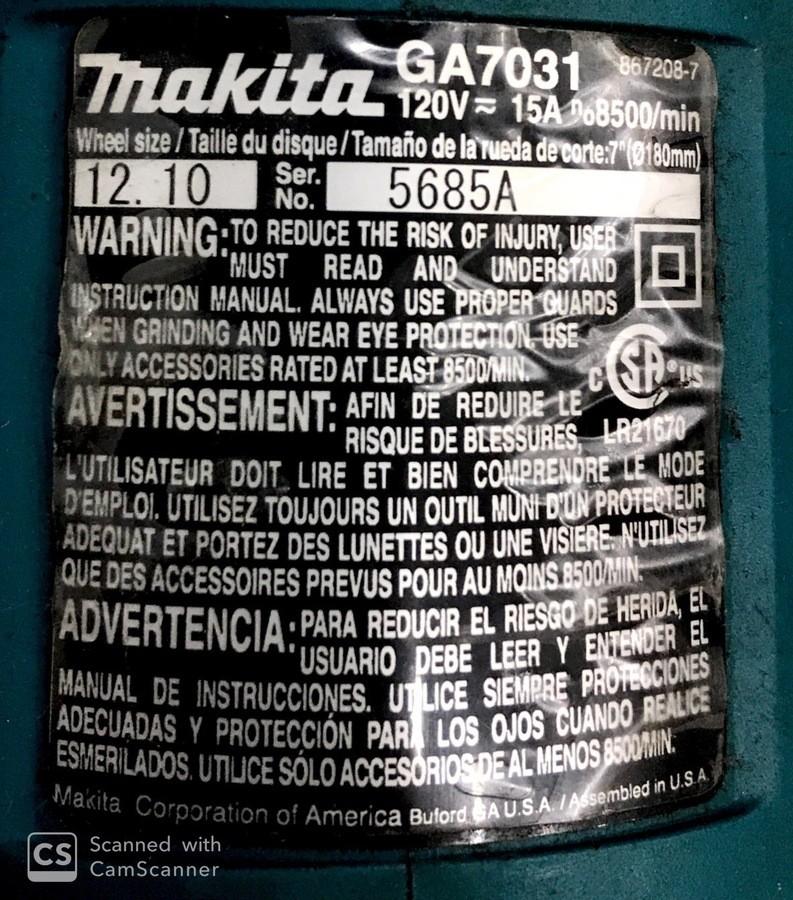 makita GA7031 867208-7
120V ≂ 15A n₀8500/min
Wheel size / Taille du disque / Tamaño de la rueda de corte:7"(Ø180mm)
12. 10 Ser. No. 5685A
WARNING: TO REDUCE THE RISK OF INJURY, USER
MUST READ AND UNDERSTAND
INSTRUCTION MANUAL. ALWAYS USE PROPER GUARDS
WHEN GRINDING AND WEAR EYE PROTECTION. USE
ONLY ACCESSORIES RATED AT LEAST 8500/MIN.
C SA ® US
AVERTISSEMENT: AFIN DE REDUIRE LE
RISQUE DE BLESSURES, LR21670
L'UTILISATEUR DOIT LIRE ET BIEN COMPRENDRE LE MODE
D'EMPLOI. UTILISEZ TOUJOURS UN OUTIL MUNI D'UN PROTECTEUR
ADEQUAT ET PORTEZ DES LUNETTES OU UNE VISIERE. N'UTILISEZ
QUE DES ACCESSOIRES PREVUS POUR AU MOINS 8500/MIN.
ADVERTENCIA: PARA REDUCIR EL RIESGO DE HERIDA, EL
USUARIO DEBE LEER Y ENTENDER EL
MANUAL DE INSTRUCCIONES. UTILICE SIEMPRE PROTECCIONES
ADECUADAS Y PROTECCIÓN PARA LOS OJOS CUANDO REALICE
ESMERILADOS. UTILICE SÓLO ACCESORIOS DE AL MENOS 8500/MIN.
Makita Corporation of America Buford GA U.S.A. / Assembled in U.S.A.
CS Scanned with
CamScanner